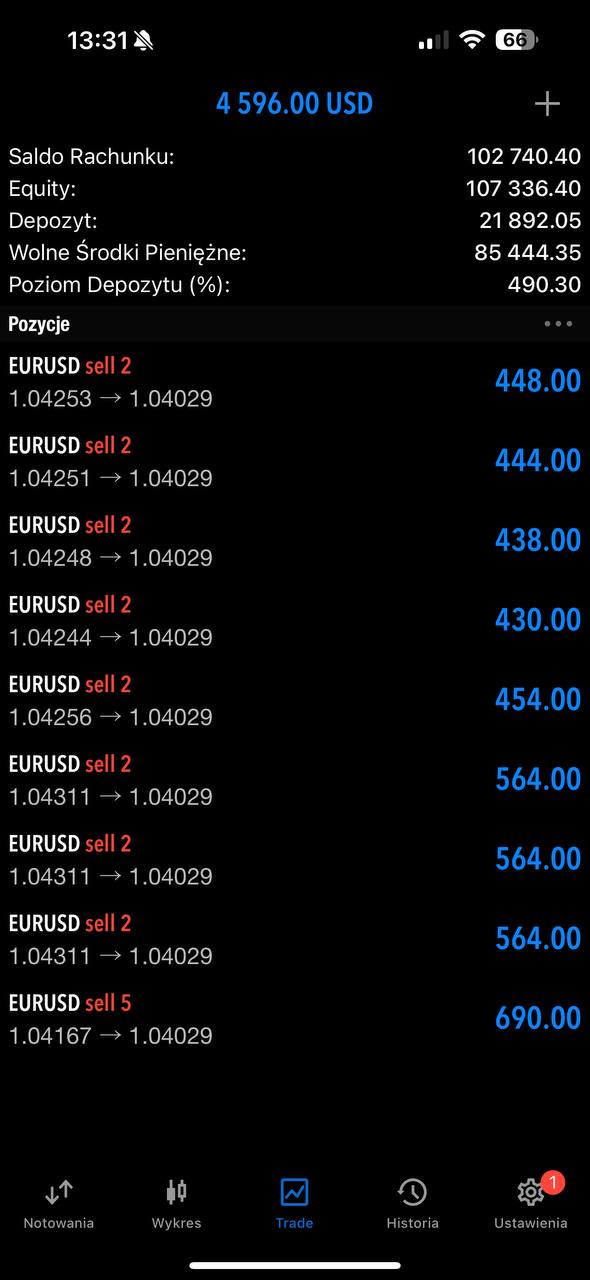 13:31
66
4 596.00 USD
Saldo Rachunku: 102 740.40
Equity: 107 336.40
Depozyt: 21 892.05
Wolne Środki Pieniężne: 85 444.35
Poziom Depozytu (%): 490.30
Pozycje
EURUSD sell 2
448.00
1.04253 → 1.04029
EURUSD sell 2
444.00
1.04251 → 1.04029
EURUSD sell 2
438.00
1.04248 → 1.04029
EURUSD sell 2
430.00
1.04244 → 1.04029
EURUSD sell 2
454.00
1.04256 → 1.04029
EURUSD sell 2
564.00
1.04311 → 1.04029
EURUSD sell 2
564.00
1.04311 → 1.04029
EURUSD sell 2
564.00
1.04311 → 1.04029
EURUSD sell 5
690.00
1.04167 → 1.04029
1
Notowania Wykres Trade Historia Ustawienia